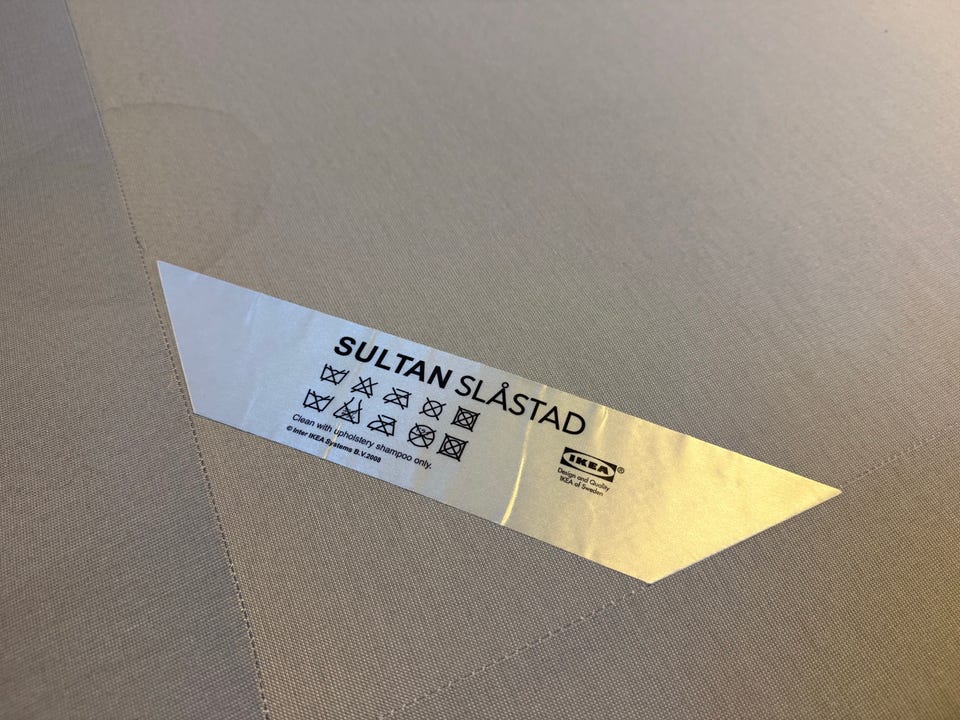 SULTAN SLÅSTAD
Clean with upholstery shampoo only.
© Inter IKEA Systems B.V.2008
IKEA®
Design and Quality
IKEA of Sweden